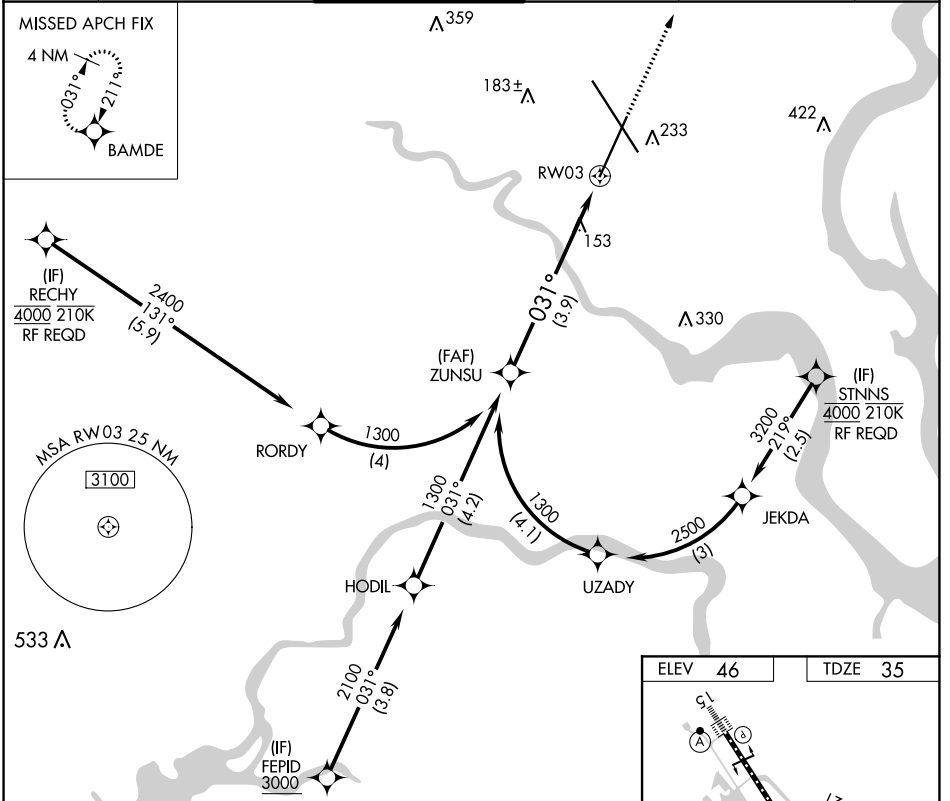 MISSED APCH FIX
4 NM
031°
211°
BAMDE
359
183±
233
422
RW03
153
(IF)
RECHY
4000 210K
RF REQD
2400
131°
(5.9)
031°
(3.9)
330
(FAF)
ZUNSU
(IF)
STNNS
4000 210K
RF REQD
3200
219°
(2.5)
RORDY
1300
(4)
MSA RW03 25 NM
3100
1300
031°
(4.2)
1300
(4.1)
2500
(3)
JEKDA
HODIL
UZADY
533
2100
031°
(3.8)
(IF)
FEPID
3000
ELEV 46
TDZE 35
15
A
P